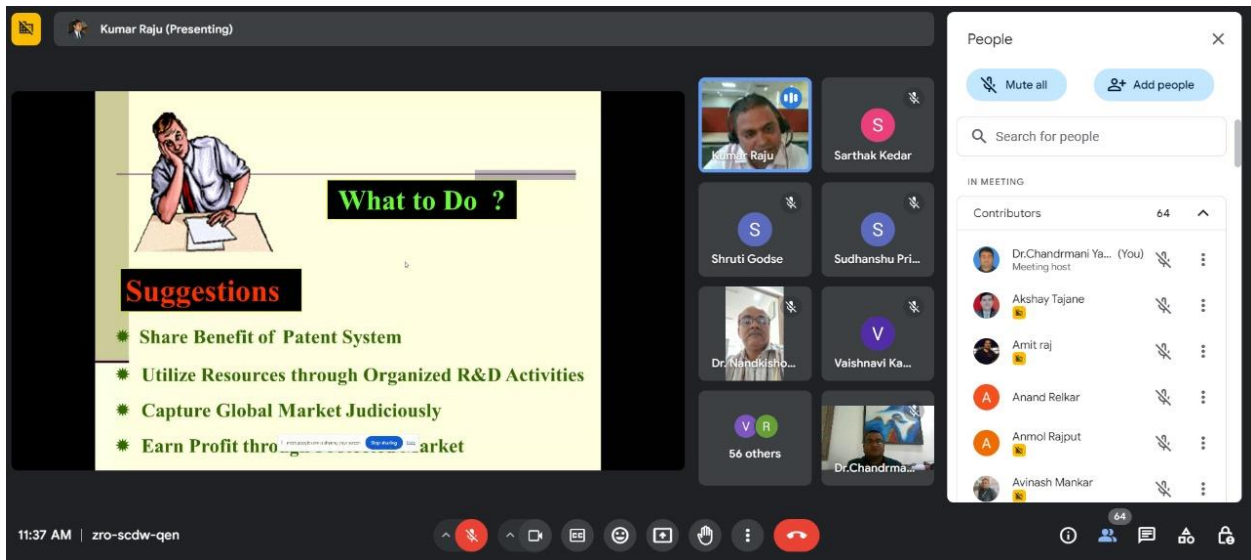 Kumar Raju (Presenting)
What to Do ?
Suggestions
Share Benefit of Patent System
Utilize Resources through Organized R&D Activities
Capture Global Market Judiciously
Earn Profit
Stop sharing
Hide
Kumar Raju
S
Sarthak Kedar
S
Shruti Godse
S
Sudhanshu Pri...
Dr. Nandkisho...
V
Vaishnavi Ka...
V R
56 others
Dr.Chandrma...
People
Mute all
Add people
Search for people
IN MEETING
Contributors 64
Dr.Chandrmani Ya... (You)
Meeting host
Akshay Tajane
Amit raj
A
Anand Relkar
A
Anmol Rajput
Avinash Mankar
11:37 AM | zro-scdw-qen
CC
64